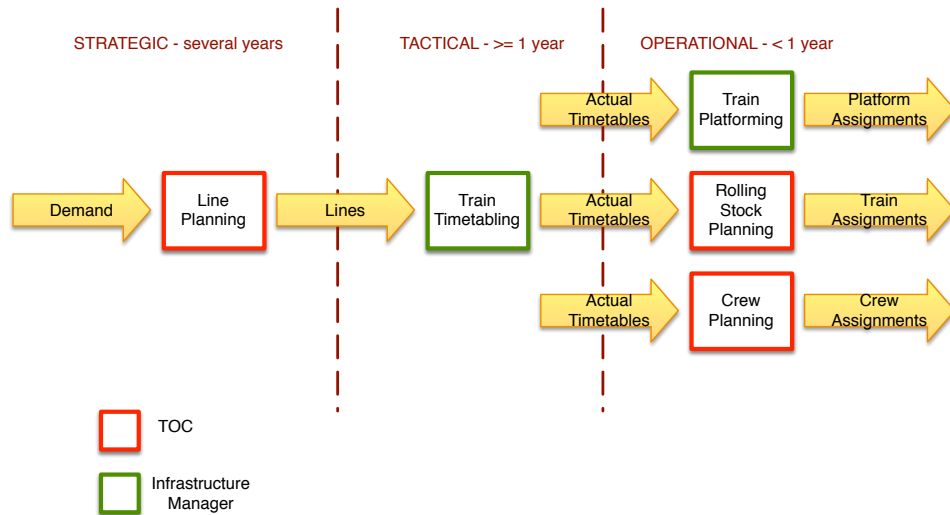 STRATEGIC - several years
TACTICAL - >= 1 year
OPERATIONAL - < 1 year
Actual
Timetables
Train
Platforming
Platform
Assignments
Demand
Line
Planning
Lines
Train
Timetabling
Actual
Timetables
Rolling
Stock
Planning
Train
Assignments
Actual
Timetables
Crew
Planning
Crew
Assignments
TOC
Infrastructure
Manager